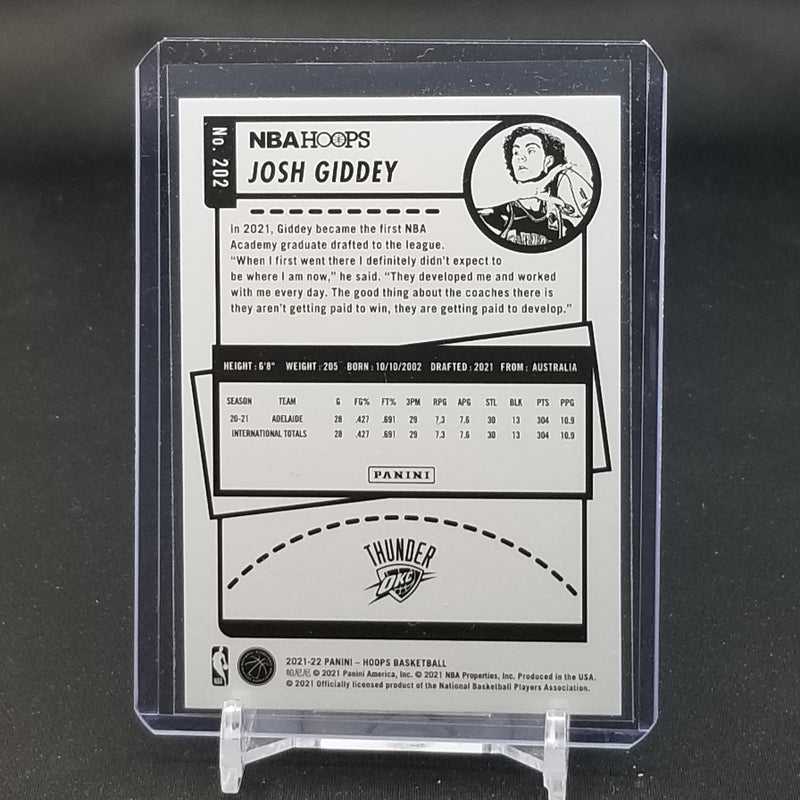 No. 202
NBA HOOPS
JOSH GIDDEY
In 2021, Giddey became the first NBA
Academy graduate drafted to the league.
“When I first went there I definitely didn't expect to
be where I am now,” he said. “They developed me and worked
with me every day. The good thing about the coaches there is
they aren't getting paid to win, they are getting paid to develop.”
HEIGHT: 6'8" WEIGHT: 205 BORN: 10/10/2002 DRAFTED: 2021 FROM: AUSTRALIA
SEASON TEAM G FG% FT% 3PM RPG APG STL BLK PTS PPG
20-21 ADELAIDE 28 .427 .691 29 7.3 7.6 30 13 304 10.9
INTERNATIONAL TOTALS 28 .427 .691 29 7.3 7.6 30 13 304 10.9
PANINI
THUNDER
OKC
2021-22 PANINI – HOOPS BASKETBALL
帕尼尼 © 2021 Panini America, Inc. © 2021 NBA Properties, Inc. Produced in the USA.
© 2021 Officially licensed product of the National Basketball Players Association.
NBA